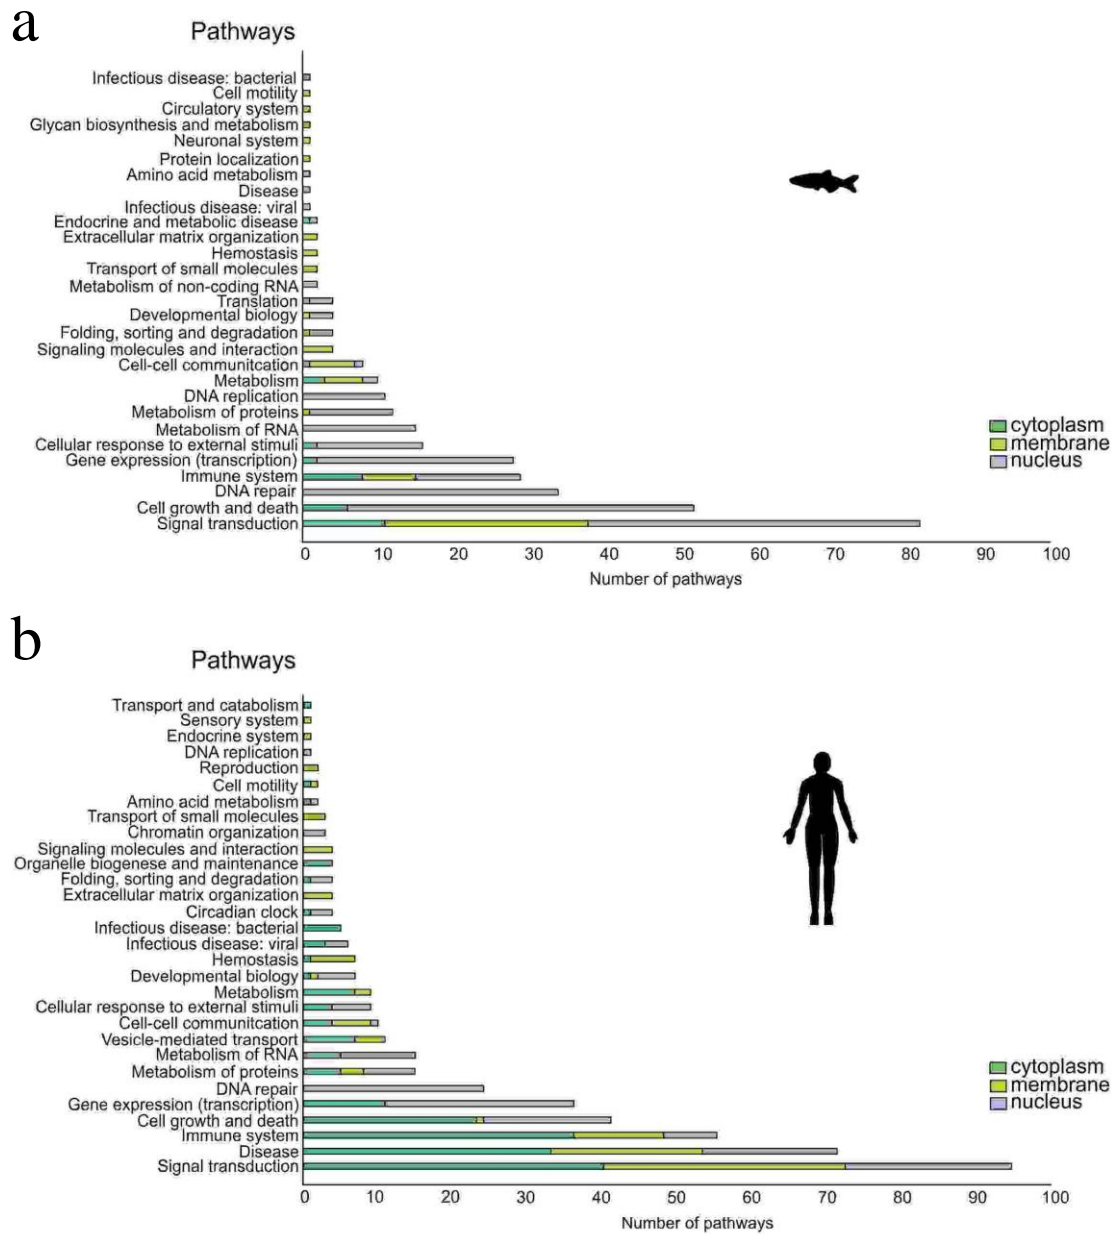 a
Pathways
Infectious disease: bacterial
Cell motility
Circulatory system
Glycan biosynthesis and metabolism
Neuronal system
Protein localization
Amino acid metabolism
Disease
Infectious disease: viral
Endocrine and metabolic disease
Extracellular matrix organization
Hemostasis
Transport of small molecules
Metabolism of non-coding RNA
Translation
Developmental biology
Folding, sorting and degradation
Signaling molecules and interaction
Cell-cell communitcation
Metabolism
DNA replication
Metabolism of proteins
Metabolism of RNA
Cellular response to external stimuli
Gene expression (transcription)
Immune system
DNA repair
Cell growth and death
Signal transduction
cytoplasm
membrane
nucleus
0 10 20 30 40 50 60 70 80 90 100
Number of pathways
b
Pathways
Transport and catabolism
Sensory system
Endocrine system
DNA replication
Reproduction
Cell motility
Amino acid metabolism
Transport of small molecules
Chromatin organization
Signaling molecules and interaction
Organelle biogenese and maintenance
Folding, sorting and degradation
Extracellular matrix organization
Circadian clock
Infectious disease: bacterial
Infectious disease: viral
Hemostasis
Developmental biology
Metabolism
Cellular response to external stimuli
Cell-cell communitcation
Vesicle-mediated transport
Metabolism of RNA
Metabolism of proteins
DNA repair
Gene expression (transcription)
Cell growth and death
Immune system
Disease
Signal transduction
cytoplasm
membrane
nucleus
0 10 20 30 40 50 60 70 80 90 100
Number of pathways